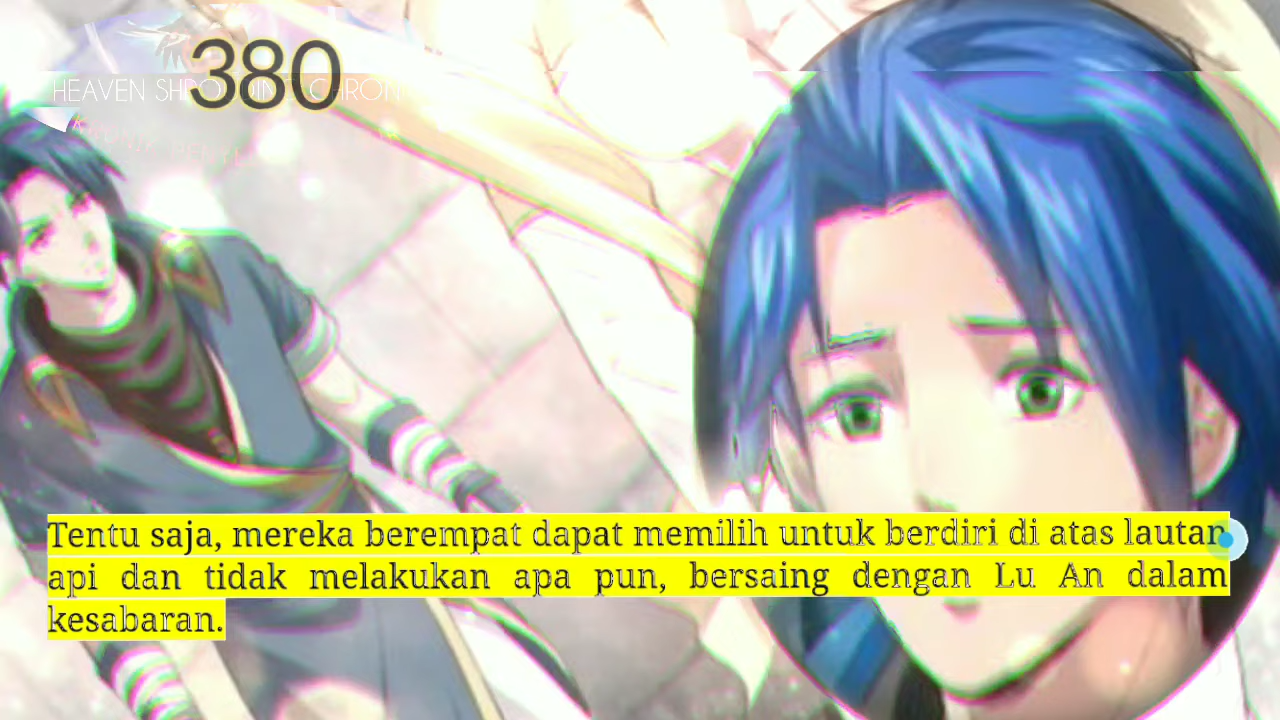 380
HEAVEN
Tentu saja, mereka berempat dapat memilih untuk berdiri di atas lautan
api dan tidak melakukan apa pun, bersaing dengan Lu An dalam
kesabaran.